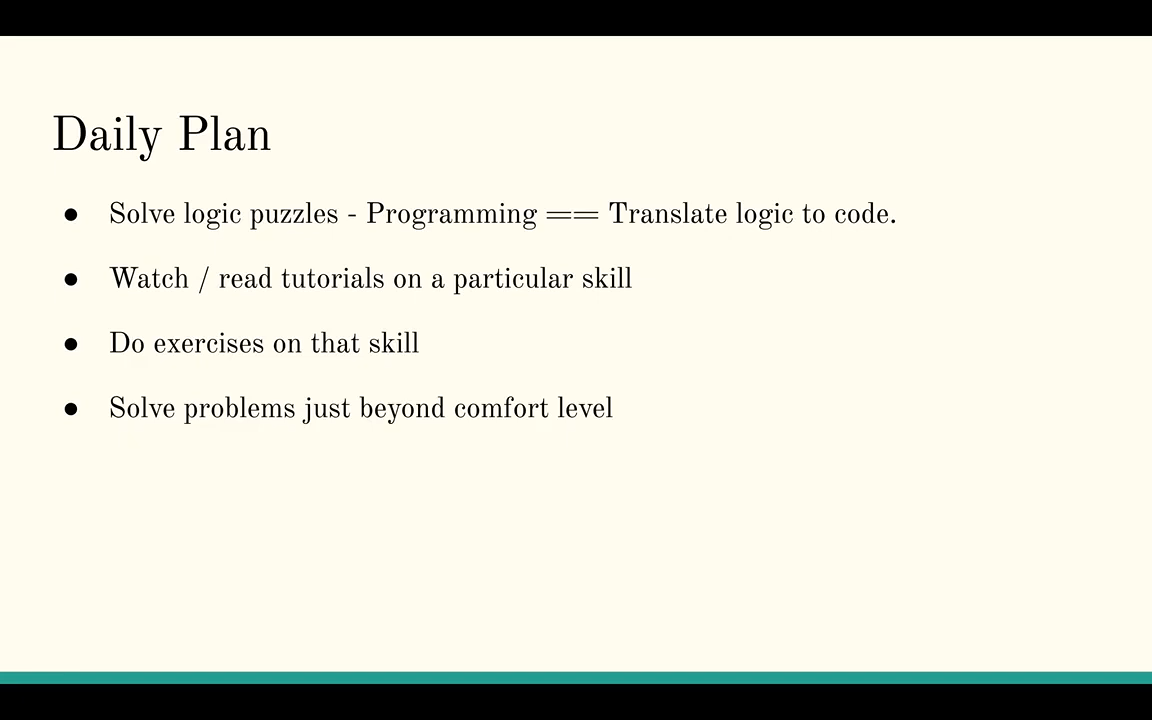 Daily Plan
● Solve logic puzzles - Programming == Translate logic to code.
● Watch / read tutorials on a particular skill
● Do exercises on that skill
● Solve problems just beyond comfort level